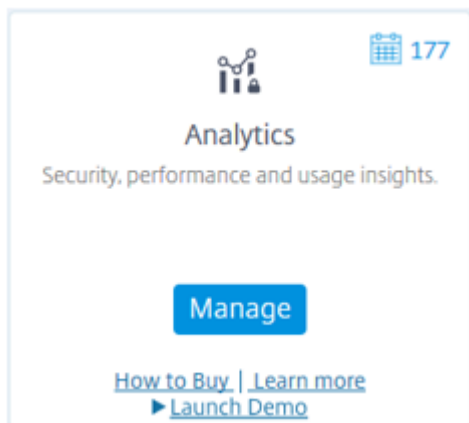 177
Analytics
Security, performance and usage insights.
Manage
How to Buy | Learn more
Launch Demo